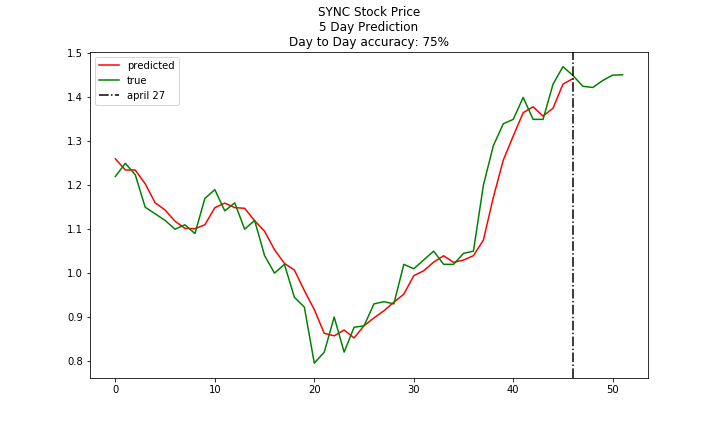 SYNC Stock Price
5 Day Prediction
Day to Day accuracy: 75%
predicted
true
april 27
1.5
1.4
1.3
1.2
1.1
1.0
0.9
0.8
0 10 20 30 40 50